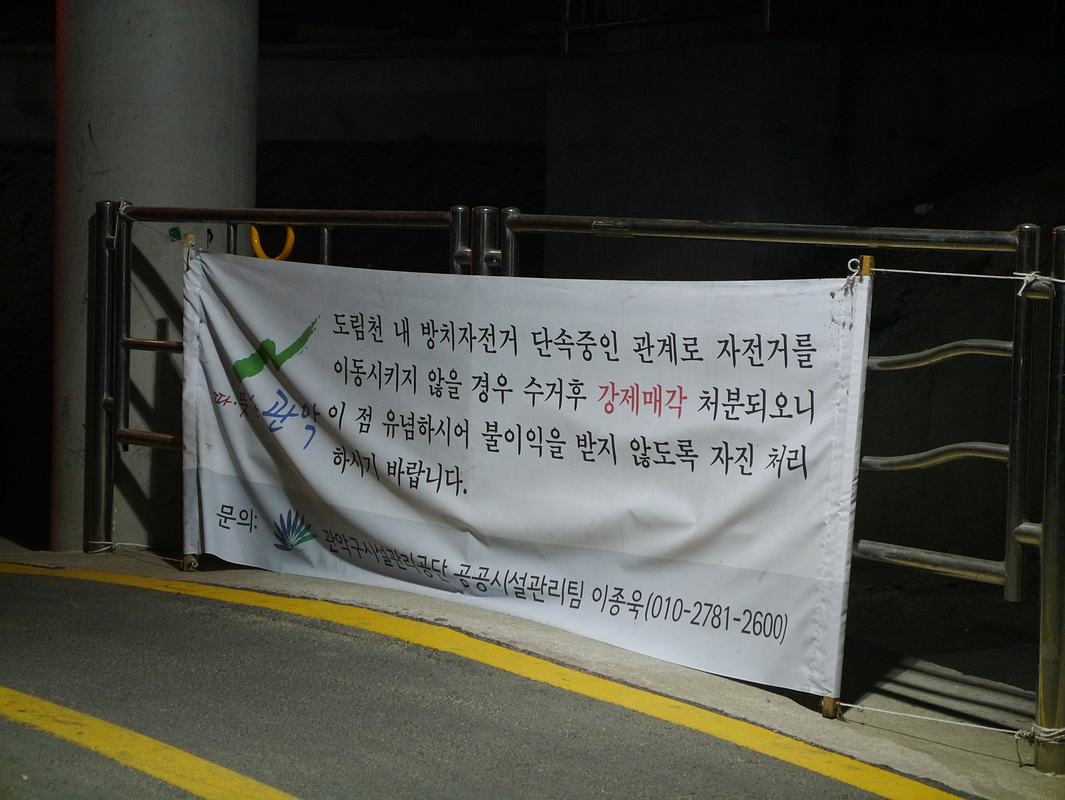 도림천 내 방치자전거 단속중인 관계로 자전거를
이동시키지 않을 경우 수거후 강제매각 처분되오니
이 점 유념하시어 불이익을 받지 않도록 자진 처리
하시기 바랍니다.
관악
문의: 관악구시설관리공단 공공시설관리팀 이종욱(010-2781-2600)